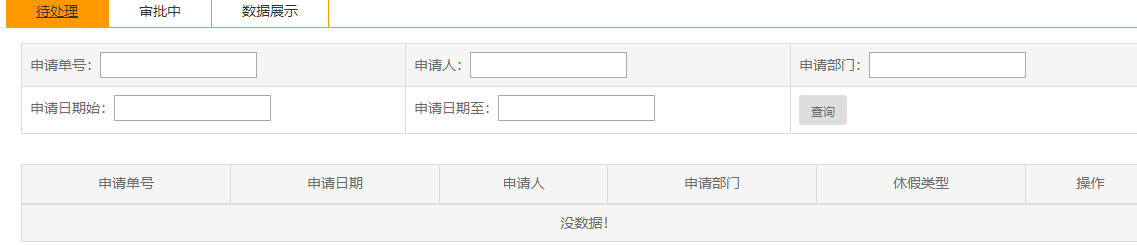 待处理 审批中 数据展示
申请单号： 申请人： 申请部门：
申请日期始： 申请日期至： 查询
申请单号 申请日期 申请人 申请部门 休假类型 操作
没数据！